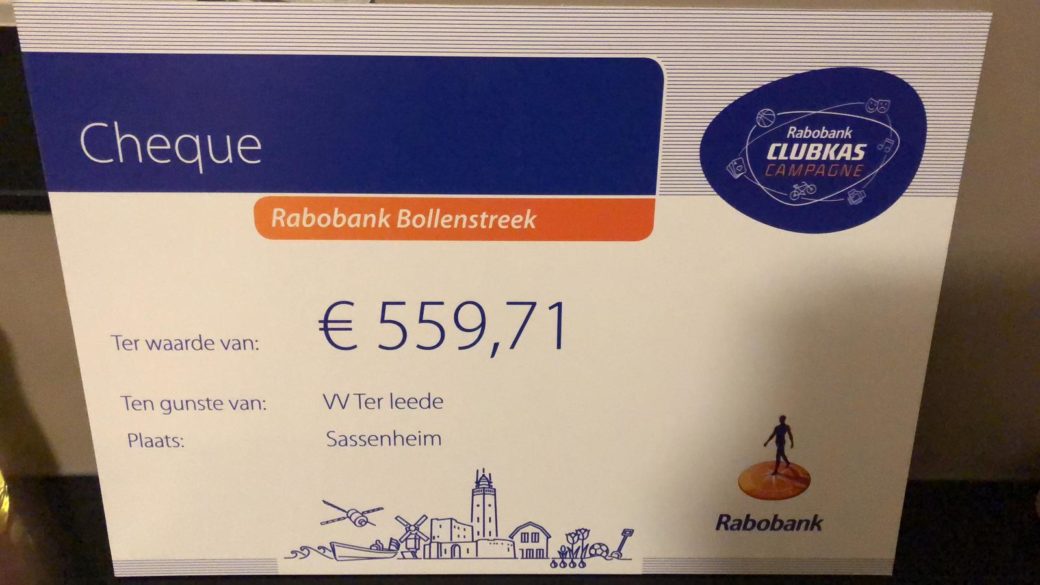 Cheque
Rabobank
CLUBKAS
CAMPAGNE
Rabobank Bollenstreek
Ter waarde van: € 559,71
Ten gunste van: VV Ter leede
Plaats: Sassenheim
Rabobank